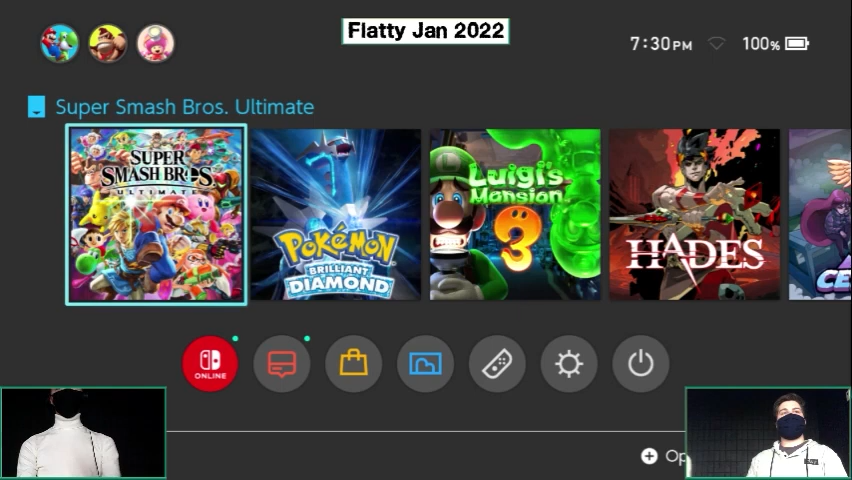 Flatty Jan 2022
7:30PM
100%
Super Smash Bros. Ultimate
SUPER
SMASH BROS.
ULTIMATE
POKéMON
BRILLIANT
DIAMOND
Luigi's
Mansion
3
HADES
CE
ONLINE